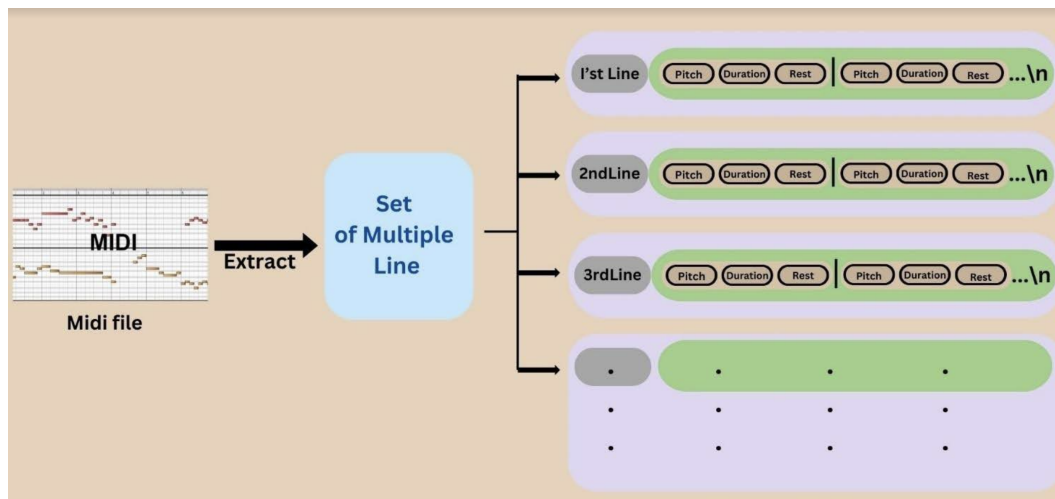 I'st Line
Pitch Duration Rest | Pitch Duration Rest ...\n
2ndLine
Pitch Duration Rest | Pitch Duration Rest ...\n
MIDI
Extract
Midi file
Set
of Multiple
Line
3rdLine
Pitch Duration Rest | Pitch Duration Rest ...\n